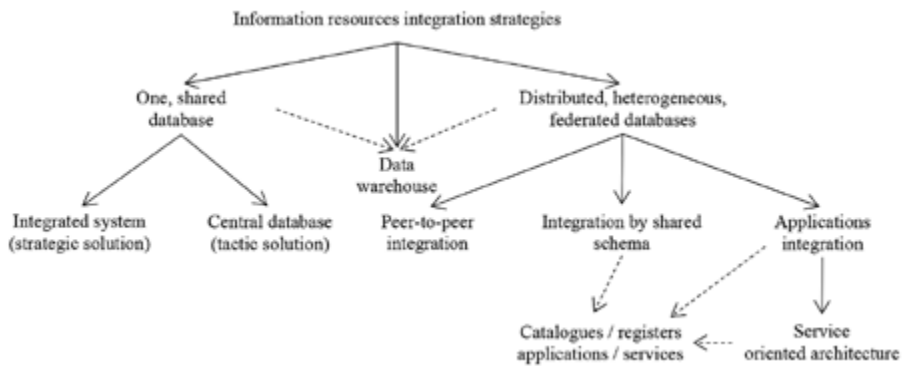 Information resources integration strategies
One, shared
database
Distributed, heterogeneous,
federated databases
Data
warehouse
Integrated system
(strategic solution)
Central database
(tactic solution)
Peer-to-peer
integration
Integration by shared
schema
Applications
integration
Catalogues / registers
applications / services
Service
oriented architecture